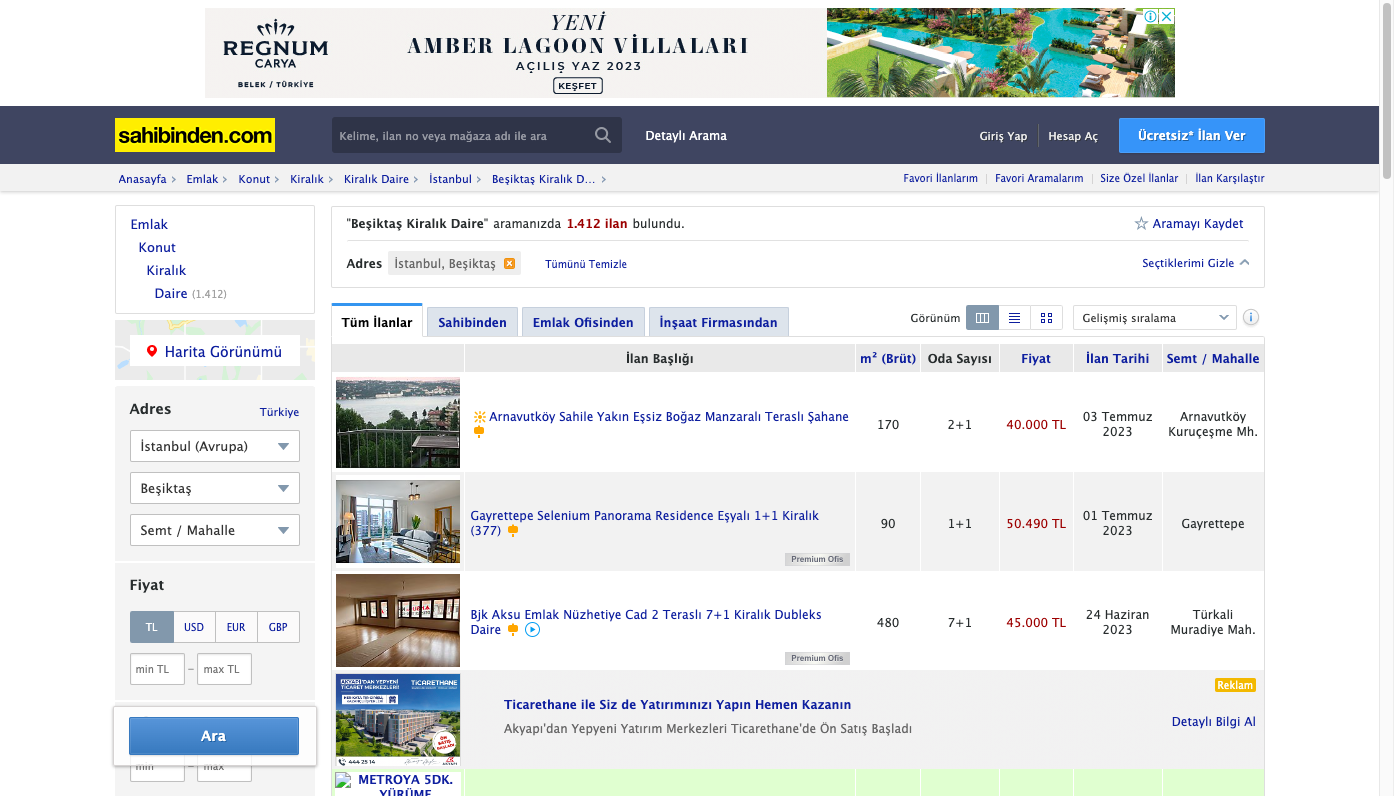 REGNUM
CARYA
BELEK / TÜRKİYE
YENİ
AMBER LAGOON VİLLALARI
AÇILIŞ YAZ 2023
KEŞFET
sahibinden.com
Kelime, ilan no veya mağaza adı ile ara
Detaylı Arama
Giriş Yap
Hesap Aç
Ücretsiz* İlan Ver
Anasayfa > Emlak > Konut > Kiralık > Kiralık Daire > İstanbul > Beşiktaş Kiralık D... >
Favori İlanlarım
Favori Aramalarım
Size Özel İlanlar
İlan Karşılaştır
Emlak
Konut
Kiralık
Daire (1.412)
Harita Görünümü
Adres
Türkiye
İstanbul (Avrupa)
Beşiktaş
Semt / Mahalle
Fiyat
TL USD EUR GBP
min TL – max TL
Ara
min – max
"Beşiktaş Kiralık Daire" aramanızda 1.412 ilan bulundu.
Aramayı Kaydet
Adres İstanbul, Beşiktaş
Tümünü Temizle
Seçtiklerimi Gizle
Tüm İlanlar
Sahibinden
Emlak Ofisinden
İnşaat Firmasından
Görünüm
Gelişmiş sıralama
İlan Başlığı
m² (Brüt)
Oda Sayısı
Fiyat
İlan Tarihi
Semt / Mahalle
Arnavutköy Sahile Yakın Eşsiz Boğaz Manzaralı Teraslı Şahane
170
2+1
40.000 TL
03 Temmuz
2023
Arnavutköy
Kuruçeşme Mh.
Gayrettepe Selenium Panorama Residence Eşyalı 1+1 Kiralık
(377)
Premium Ofis
90
1+1
50.490 TL
01 Temmuz
2023
Gayrettepe
Bjk Aksu Emlak Nüzhetiye Cad 2 Teraslı 7+1 Kiralık Dubleks
Daire
Premium Ofis
480
7+1
45.000 TL
24 Haziran
2023
Türkali
Muradiye Mah.
AKYAPI'DAN YEPYENİ
TİCARET MERKEZLERİ
TİCARETHANE
ÖN
SATIŞ
BAŞLADI
444 25 14
Ticarethane ile Siz de Yatırımınızı Yapın Hemen Kazanın
Akyapı'dan Yepyeni Yatırım Merkezleri Ticarethane'de Ön Satış Başladı
Reklam
Detaylı Bilgi Al
METROYA 5DK.
YÜRÜME